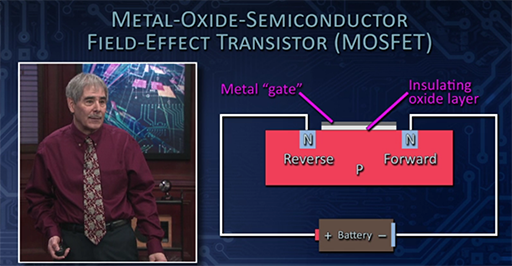 METAL-OXIDE-SEMICONDUCTOR
FIELD-EFFECT TRANSISTOR (MOSFET)
Metal "gate"
Insulating
oxide layer
N
N
Reverse
Forward
P
+ Battery −